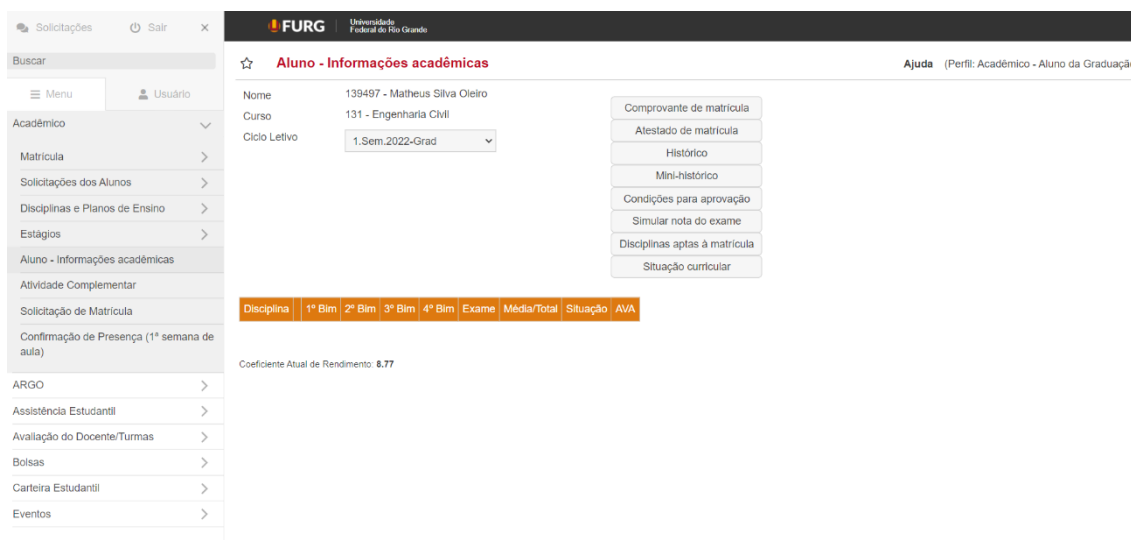 Solicitações Sair ×
Buscar
Menu Usuário
Acadêmico
Matrícula
Solicitações dos Alunos
Disciplinas e Planos de Ensino
Estágios
Aluno - Informações acadêmicas
Atividade Complementar
Solicitação de Matrícula
Confirmação de Presença (1ª semana de
aula)
ARGO
Assistência Estudantil
Avaliação do Docente/Turmas
Bolsas
Carteira Estudantil
Eventos
FURG Universidade
Federal do Rio Grande
Aluno - Informações acadêmicas
Ajuda (Perfil: Acadêmico - Aluno da Graduação
Nome 139497 - Matheus Silva Oleiro
Curso 131 - Engenharia Civil
Ciclo Letivo 1.Sem.2022-Grad
Comprovante de matrícula
Atestado de matrícula
Histórico
Mini-histórico
Condições para aprovação
Simular nota do exame
Disciplinas aptas à matrícula
Situação curricular
Disciplina 1º Bim 2º Bim 3º Bim 4º Bim Exame Média/Total Situação AVA
Coeficiente Atual de Rendimento: 8.77